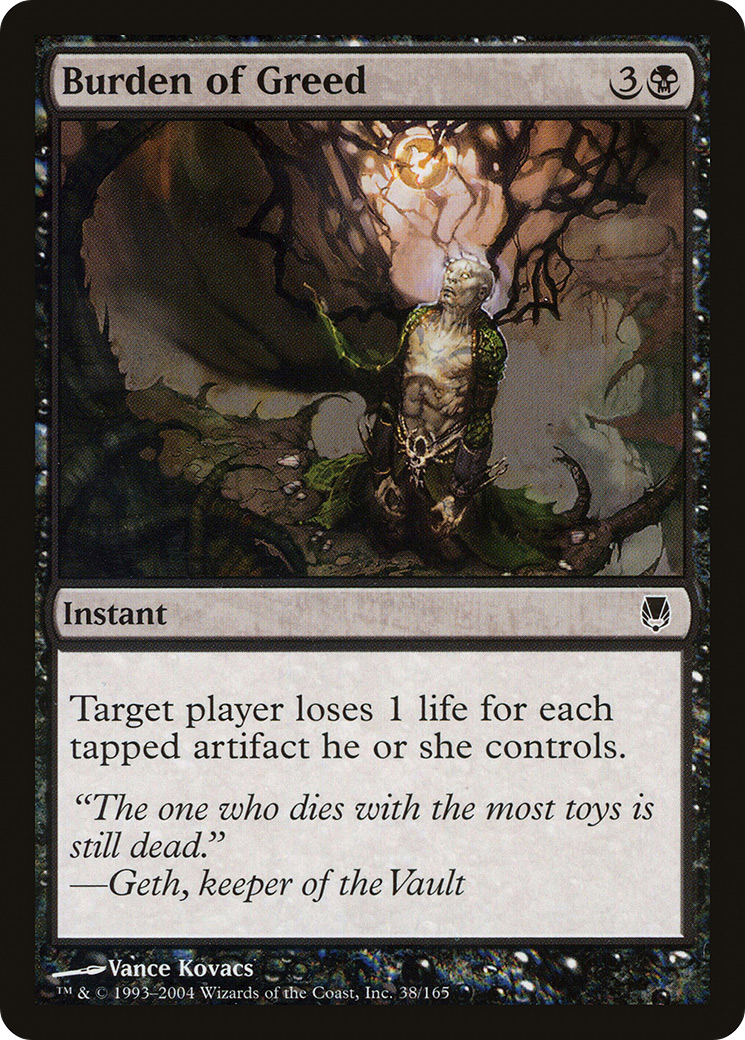 Burden of Greed 3
Instant
Target player loses 1 life for each
tapped artifact he or she controls.
“The one who dies with the most toys is
still dead.”
—Geth, keeper of the Vault
Vance Kovacs
™ & © 1993–2004 Wizards of the Coast, Inc. 38/165